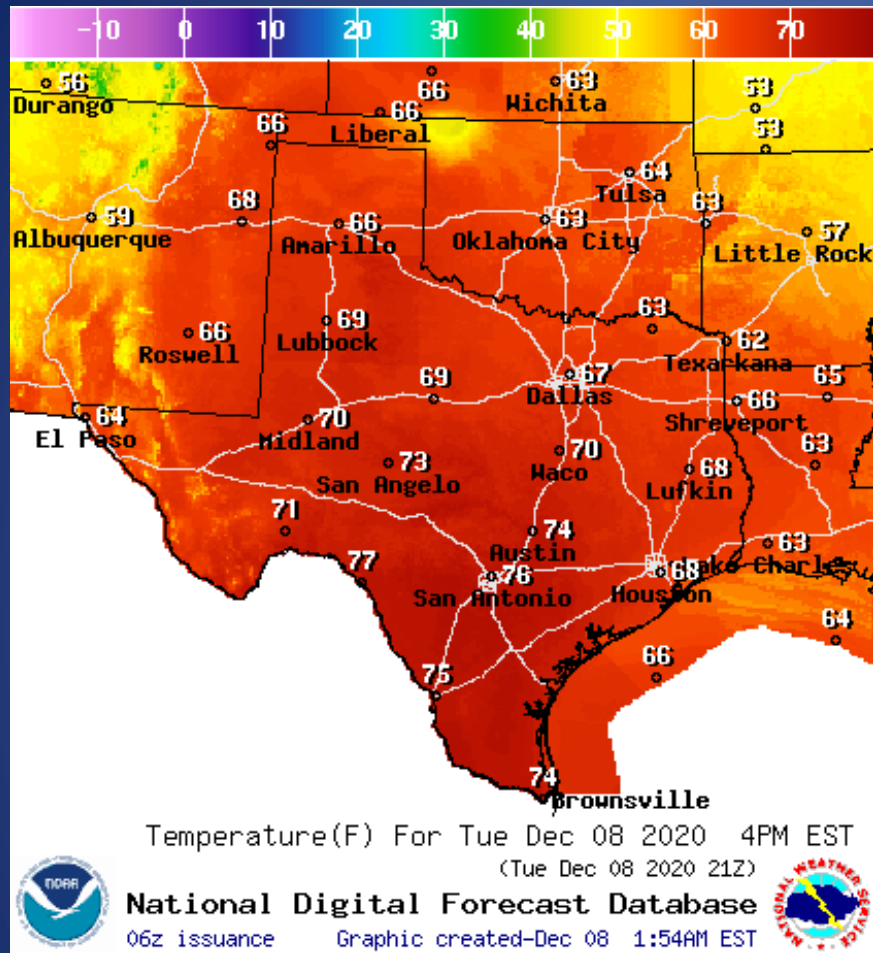 -10 0 10 20 30 40 50 60 70
56
Durango
66
Wichita 63
53
Liberal 66
66
53
64
Tulsa
59
Albuquerque
68
66
Amarillo
63
Oklahoma City
63
57
Little Rock
66
Roswell
69
Lubbock
63
62
Texarkana
67
Dallas
69
66
Shreveport
65
64
El Paso
70
Midland
73
San Angelo
70
Waco
68
Lufkin
63
71
74
Austin
63
Lake Charles
77
76
San Antonio
68
Houston
64
66
75
74
Brownsville
Temperature(F) For Tue Dec 08 2020 4PM EST
(Tue Dec 08 2020 21Z)
NOAA
National Digital Forecast Database
06z issuance Graphic created-Dec 08 1:54AM EST
NATIONAL WEATHER SERVICE